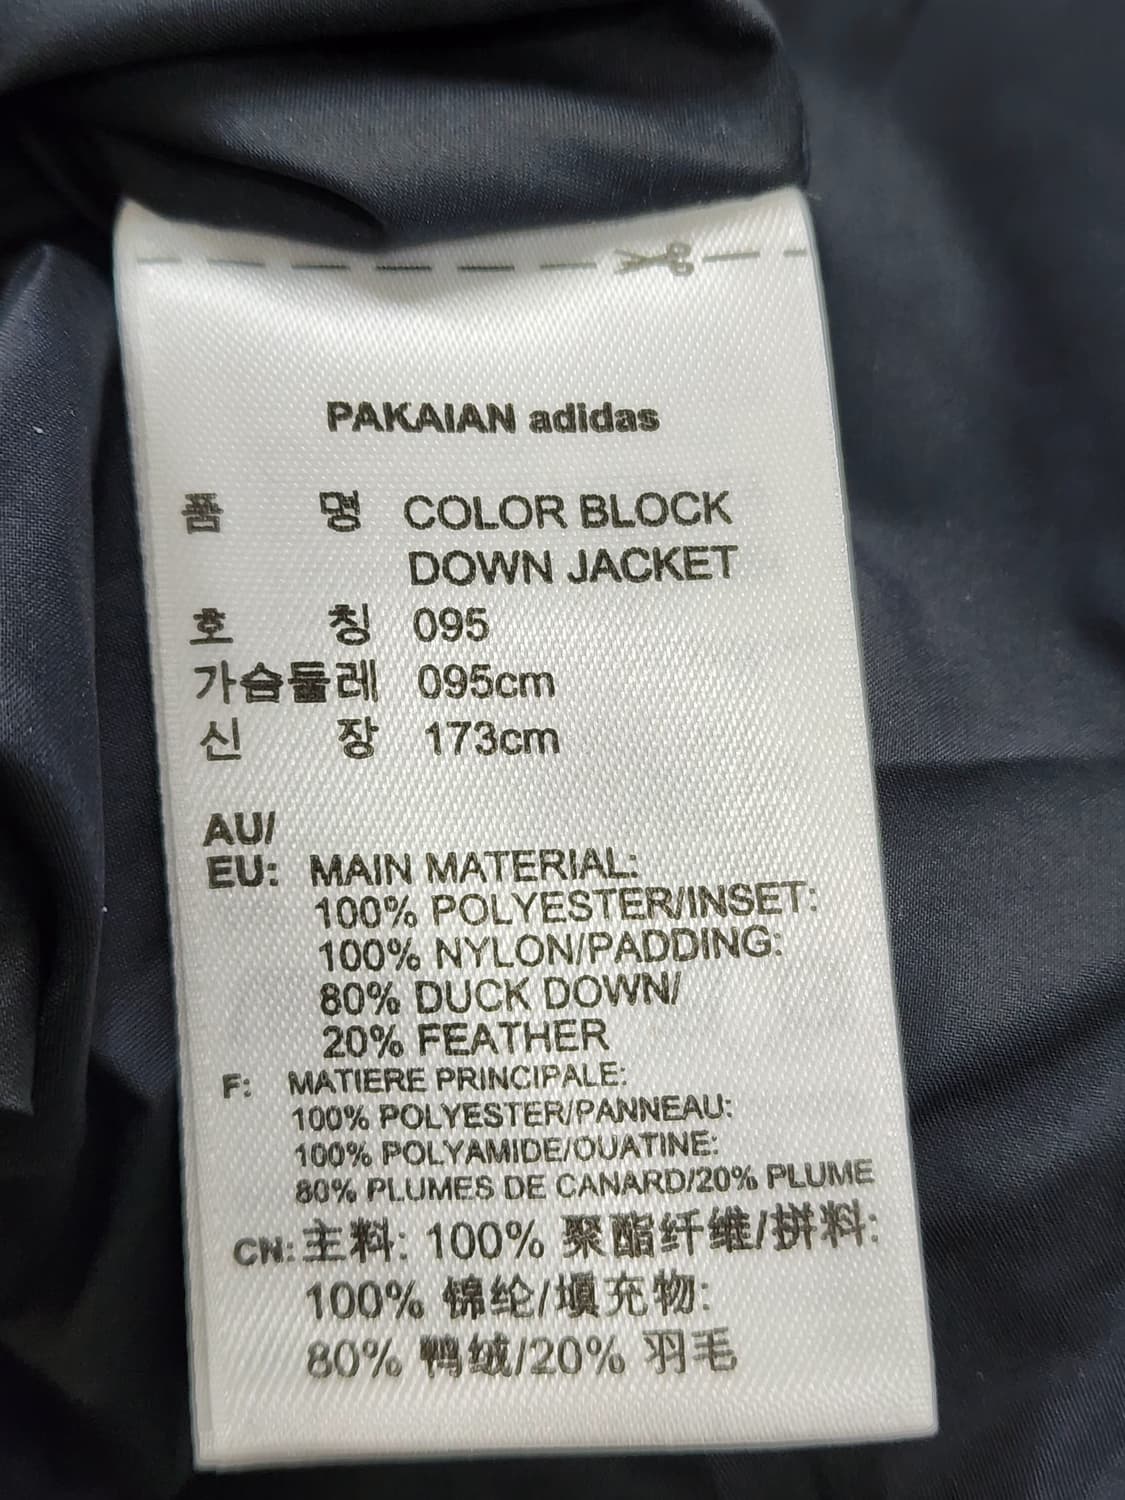 PAKAIAN adidas
품 명 COLOR BLOCK
DOWN JACKET
호 칭 095
가슴둘레 095cm
신 장 173cm
AU/
EU: MAIN MATERIAL:
100% POLYESTER/INSET:
100% NYLON/PADDING:
80% DUCK DOWN/
20% FEATHER
F: MATIERE PRINCIPALE:
100% POLYESTER/PANNEAU:
100% POLYAMIDE/OUATINE:
80% PLUMES DE CANARD/20% PLUME
CN: 主料: 100% 聚酯纤维/拼料:
100% 锦纶/填充物:
80% 鸭绒/20% 羽毛